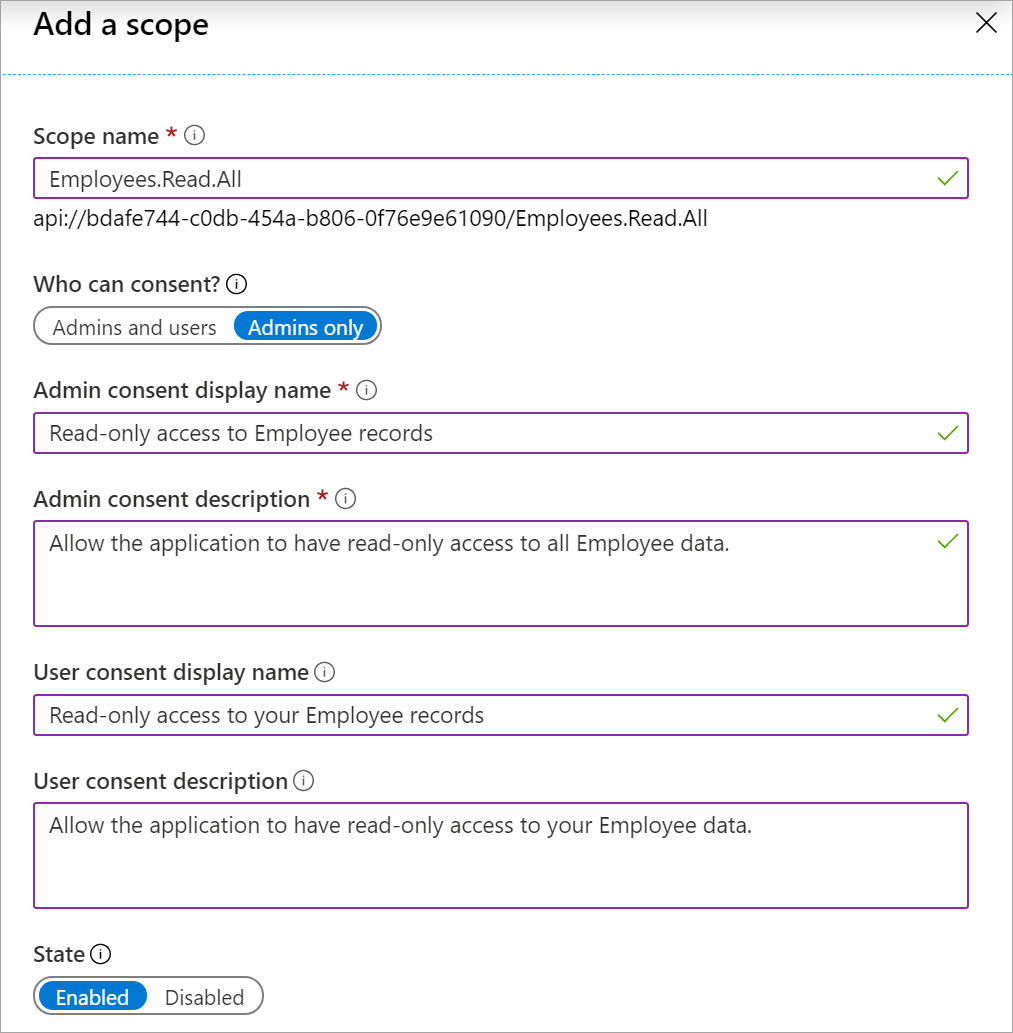 Add a scope
Scope name *
Employees.Read.All
api://bdafe744-c0db-454a-b806-0f76e9e61090/Employees.Read.All
Who can consent?
Admins and users Admins only
Admin consent display name *
Read-only access to Employee records
Admin consent description *
Allow the application to have read-only access to all Employee data.
User consent display name
Read-only access to your Employee records
User consent description
Allow the application to have read-only access to your Employee data.
State
Enabled Disabled